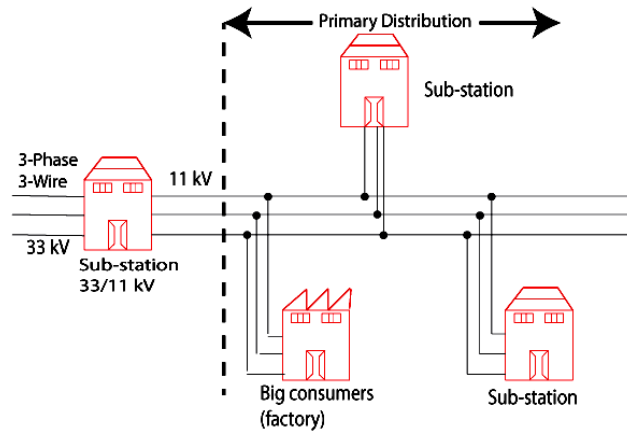 Primary Distribution
Sub-station
3-Phase
3-Wire
11 kV
33 kV
Sub-station
33/11 kV
Big consumers
(factory)
Sub-station